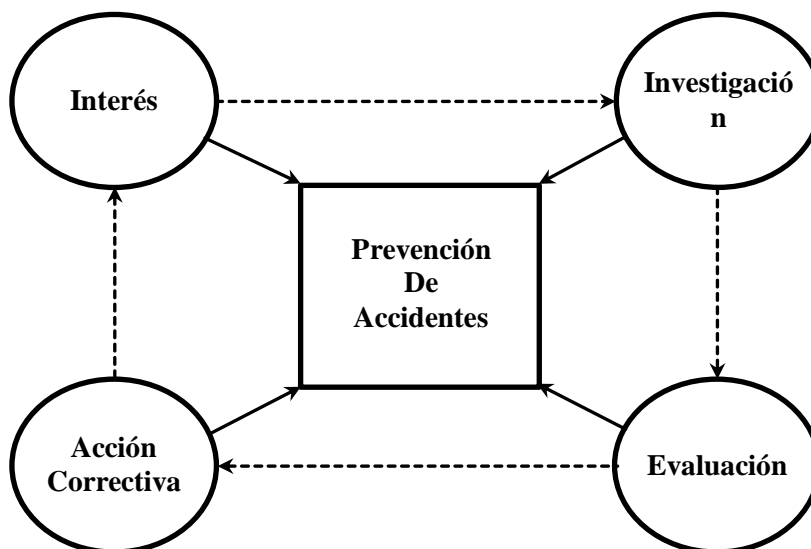 Interés
Investigació
n
Prevención
De
Accidentes
Acción
Correctiva
Evaluación